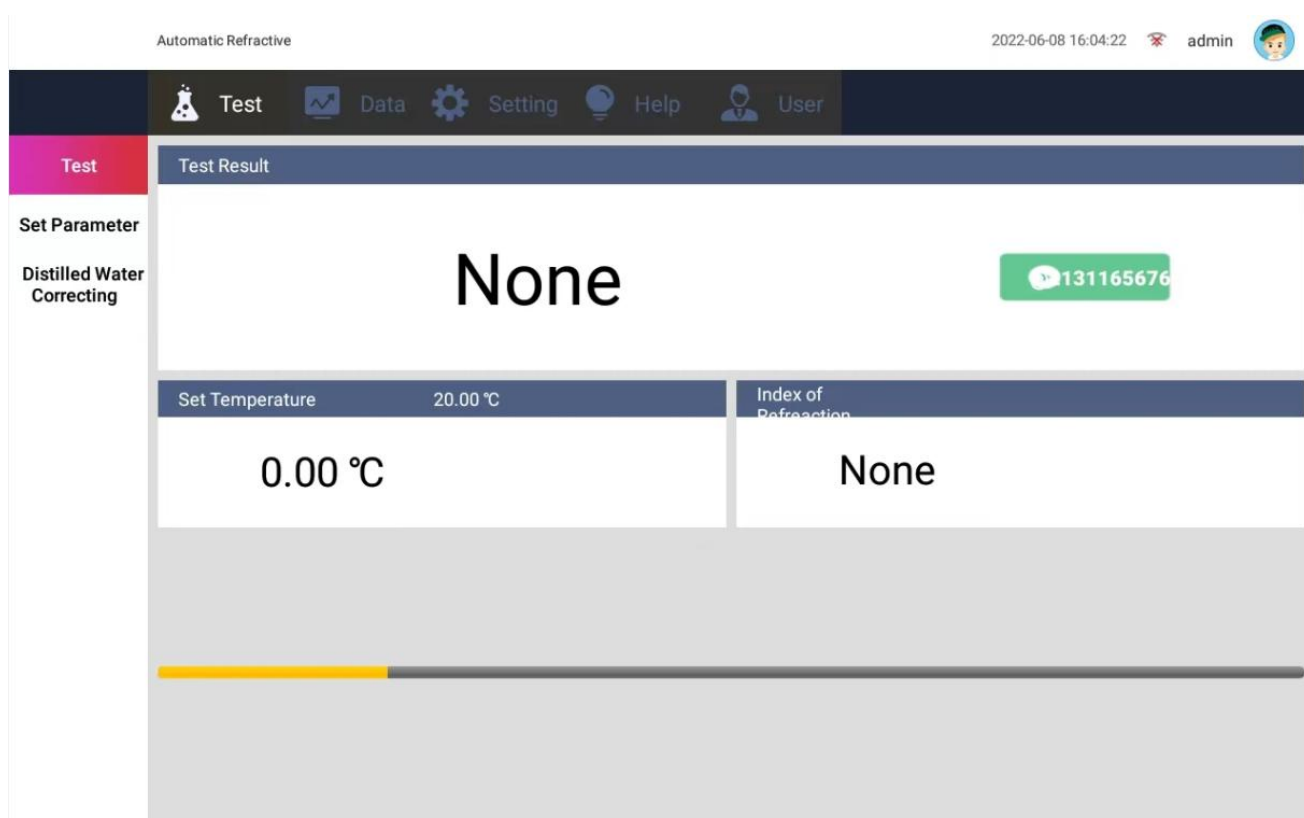 Automatic Refractive
2022-06-08 16:04:22 admin
Test Data Setting Help User
Test
Set Parameter
Distilled Water
Correcting
Test Result
None
131165676
Set Temperature 20.00 ℃
0.00 ℃
Index of
Refreaction
None